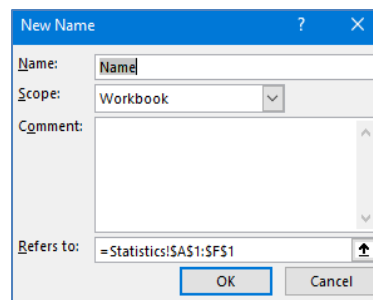 New Name ? ×
Name: Name
Scope: Workbook
Comment:
Refers to: =Statistics!$A$1:$F$1
OK Cancel